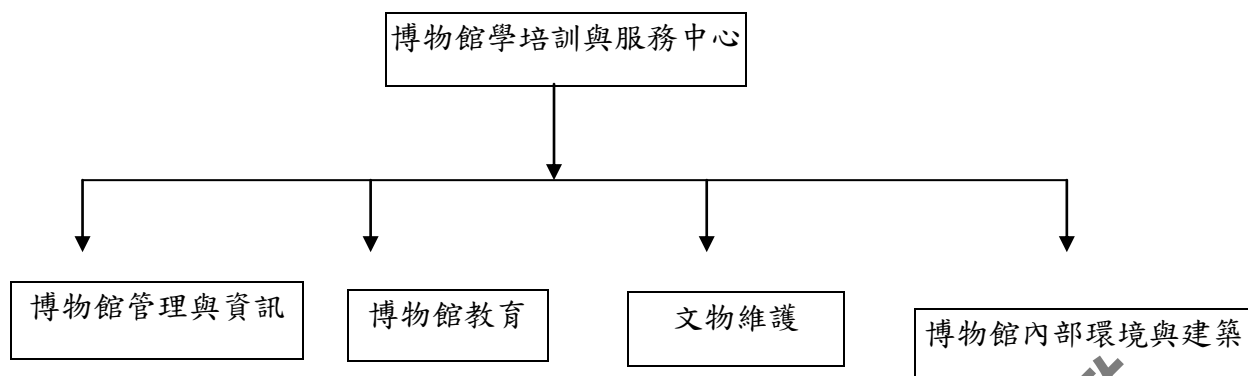 博物館學培訓與服務中心
博物館管理與資訊
博物館教育
文物維護
博物館內部環境與建築